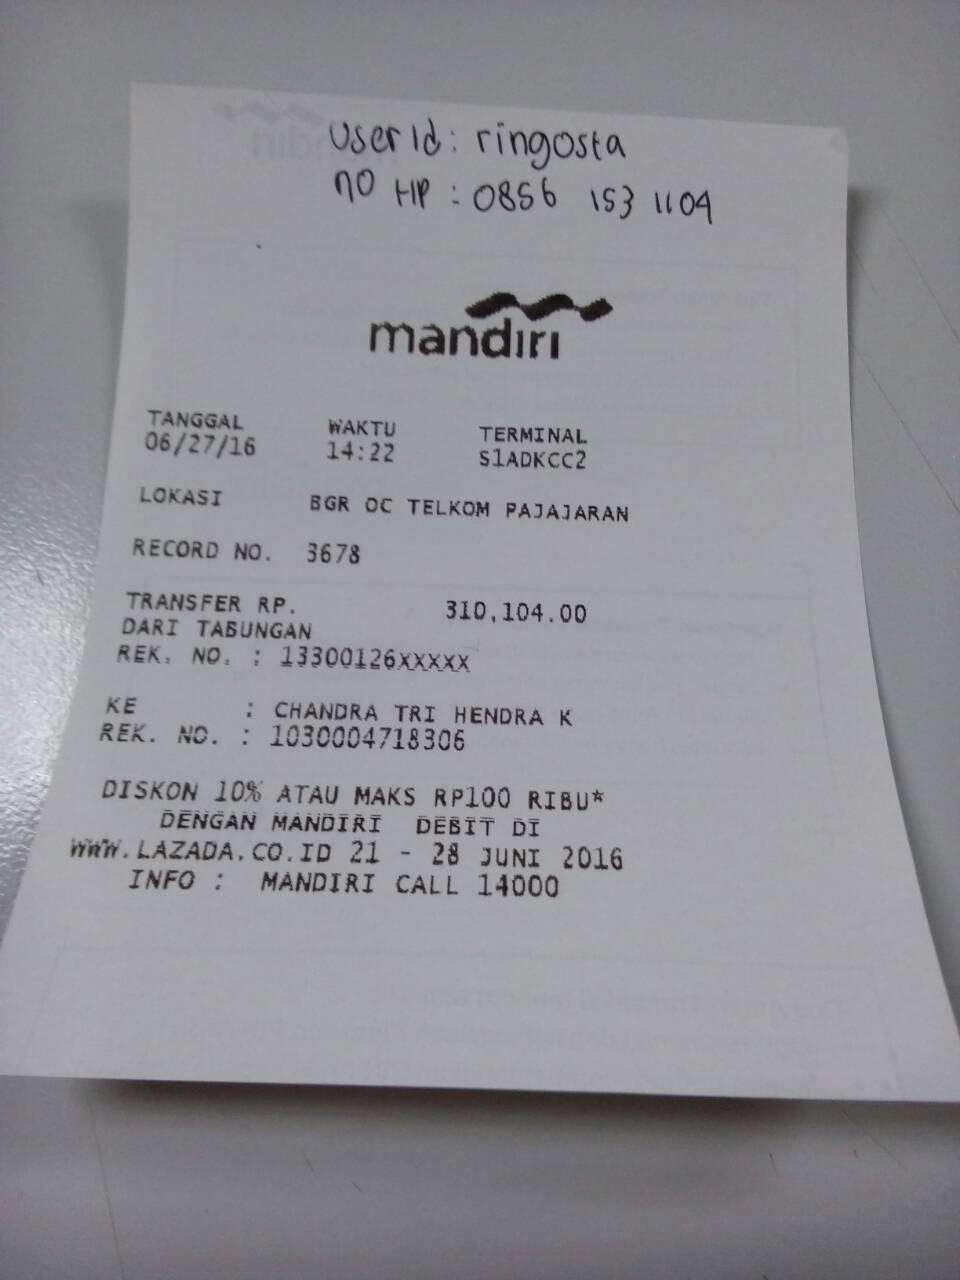 User Id : ringosta
no HP : 0856 153 1104
mandiri
TANGGAL WAKTU TERMINAL
06/27/16 14:22 S1ADKCC2
LOKASI BGR OC TELKOM PAJAJARAN
RECORD NO. 3678
TRANSFER RP. 310,104.00
DARI TABUNGAN
REK. NO. : 13300126XXXXX
KE : CHANDRA TRI HENDRA K
REK. NO. : 1030004718306
DISKON 10% ATAU MAKS RP100 RIBU*
DENGAN MANDIRI DEBIT DI
WWW.LAZADA.CO.ID 21 - 28 JUNI 2016
INFO : MANDIRI CALL 14000